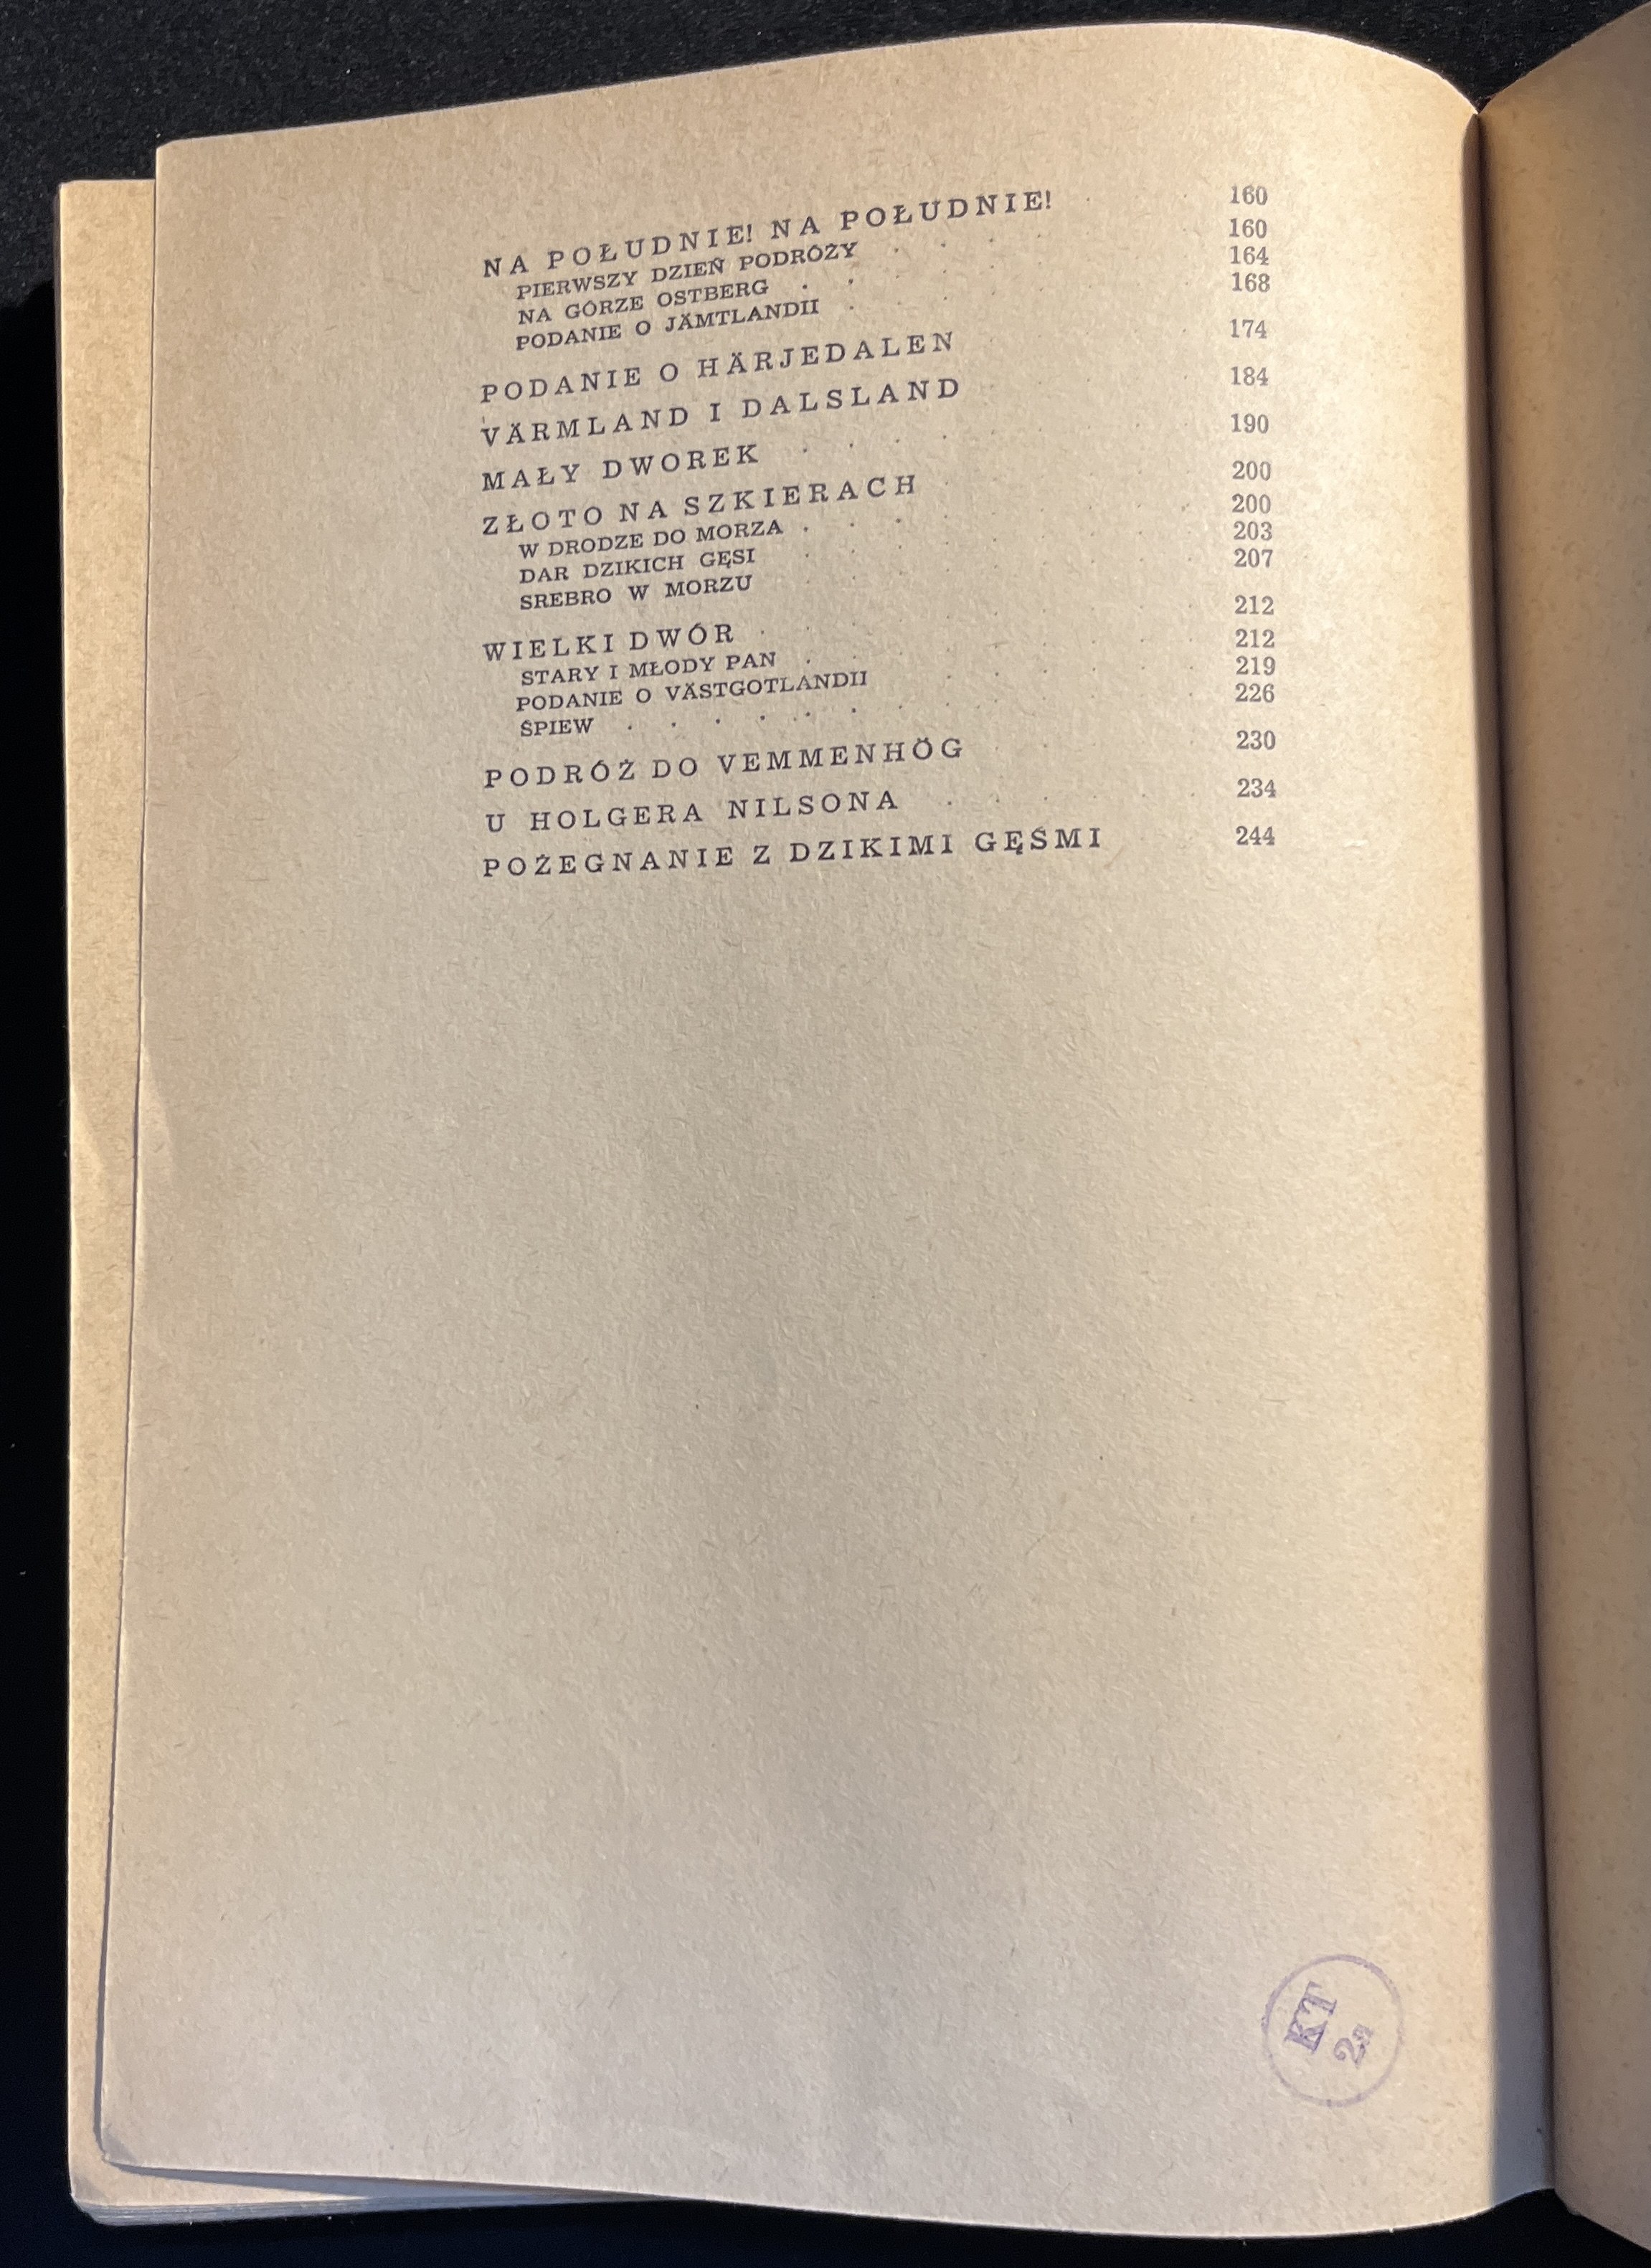 NA POŁUDNIE! NA POŁUDNIE! 160
PIERWSZY DZIEŃ PODRÓŻY 160
NA GÓRZE OSTBERG 164
PODANIE O JÄMTLANDII 168
PODANIE O HÄRJEDALEN 174
VÄRMLAND I DALSLAND 184
MAŁY DWOREK 190
ZŁOTO NA SZKIERACH 200
W DRODZE DO MORZA 200
DAR DZIKICH GĘSI 203
SREBRO W MORZU 207
WIELKI DWÓR 212
STARY I MŁODY PAN 212
PODANIE O VÄSTGOTLANDII 219
ŚPIEW 226
PODRÓŻ DO VEMMENHÖG 230
U HOLGERA NILSONA 234
POŻEGNANIE Z DZIKIMI GĘŚMI 244
KT